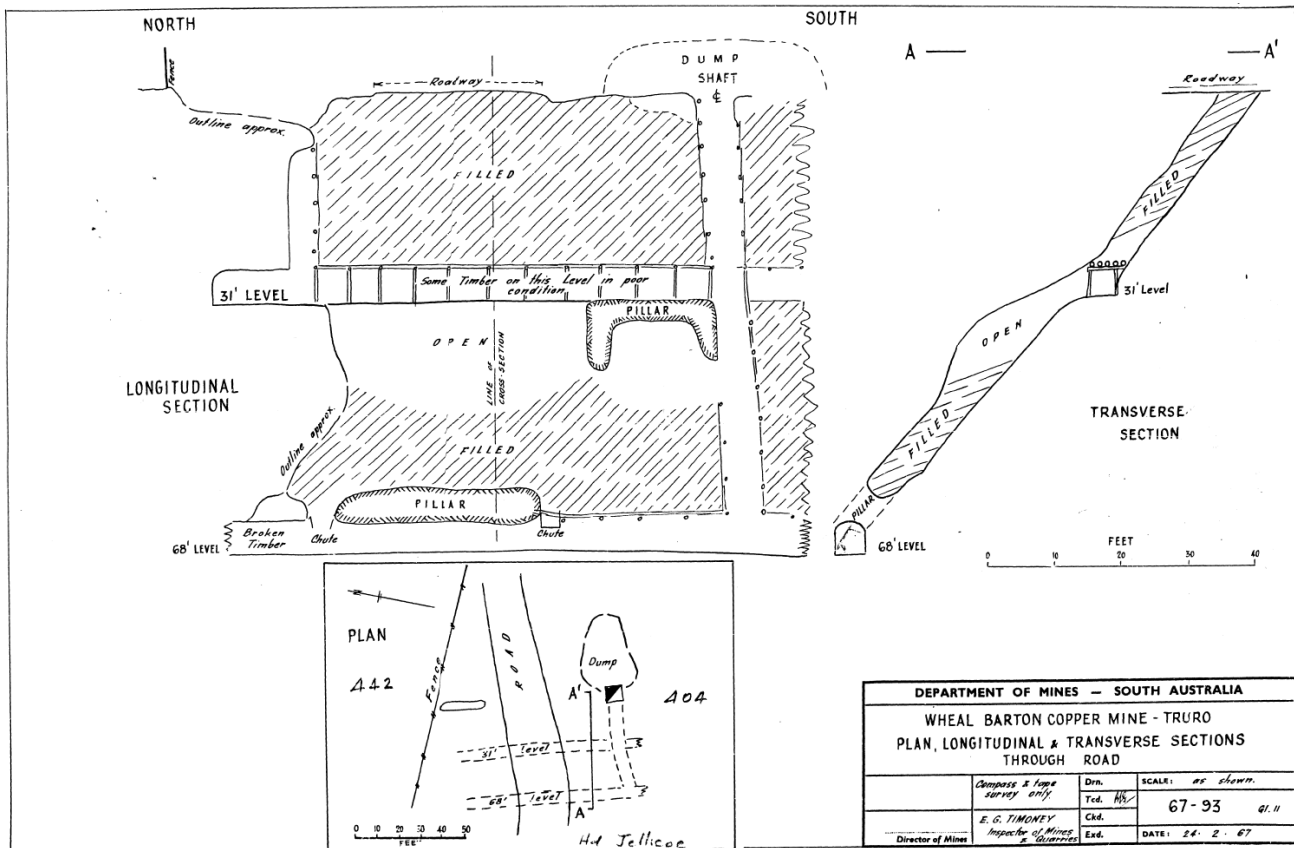 NORTH
SOUTH
Fence
Roadway
Outline approx.
DUMP
SHAFT
℄
FILLED
31' LEVEL
Some Timber on this Level in poor
condition
PILLAR
OPEN
LINE OF
CROSS-SECTION
LONGITUDINAL
SECTION
Outline approx.
FILLED
PILLAR
Broken
Timber
Chute
Chute
68' LEVEL
A
A'
Roadway
FILLED
31' Level
OPEN
FILLED
TRANSVERSE
SECTION
PILLAR
68' LEVEL
FEET
0 10 20 30 40
N
PLAN
442
Fence
ROAD
Dump
A'
404
31' level
68' level
A
0 10 20 30 40 50
FEET
Hd Jellicoe
DEPARTMENT OF MINES — SOUTH AUSTRALIA
WHEAL BARTON COPPER MINE - TRURO
PLAN, LONGITUDINAL & TRANSVERSE SECTIONS
THROUGH ROAD
Compass & tape
survey only.
E. G. TIMONEY
Inspector of Mines
& Quarries
Director of Mines
Drn.
Tcd.
Ckd.
Exd.
SCALE: as shown.
67-93
G1.11
DATE: 24. 2. 67